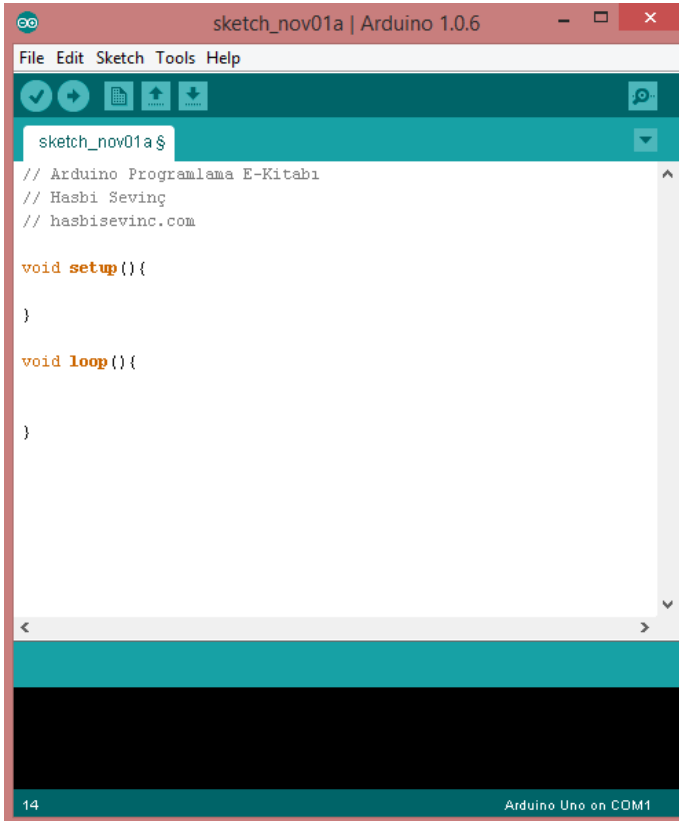 sketch_nov01a | Arduino 1.0.6
File Edit Sketch Tools Help
sketch_nov01a §
// Arduino Programlama E-Kitabı
// Hasbi Sevinç
// hasbisevinc.com
void setup(){
}
void loop(){
}
14
Arduino Uno on COM1